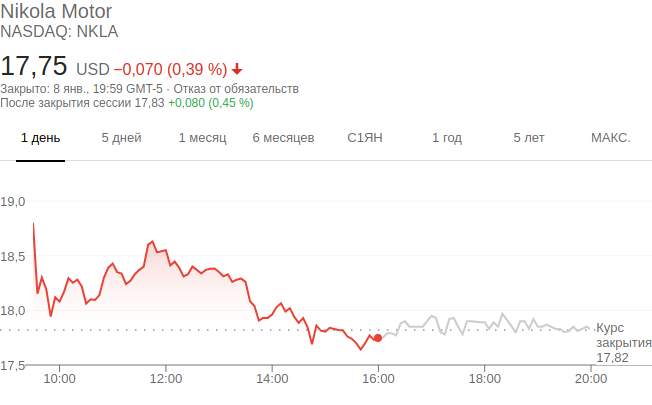 Nikola Motor
NASDAQ: NKLA
17,75 USD −0,070 (0,39 %)
Закрыто: 8 янв., 19:59 GMT-5 · Отказ от обязательств
После закрытия сессии 17,83 +0,080 (0,45 %)
1 день 5 дней 1 месяц 6 месяцев С1ЯН 1 год 5 лет МАКС.
19,0
18,5
18,0
Курс
закрытия
17,82
17,5
10:00 12:00 14:00 16:00 18:00 20:00